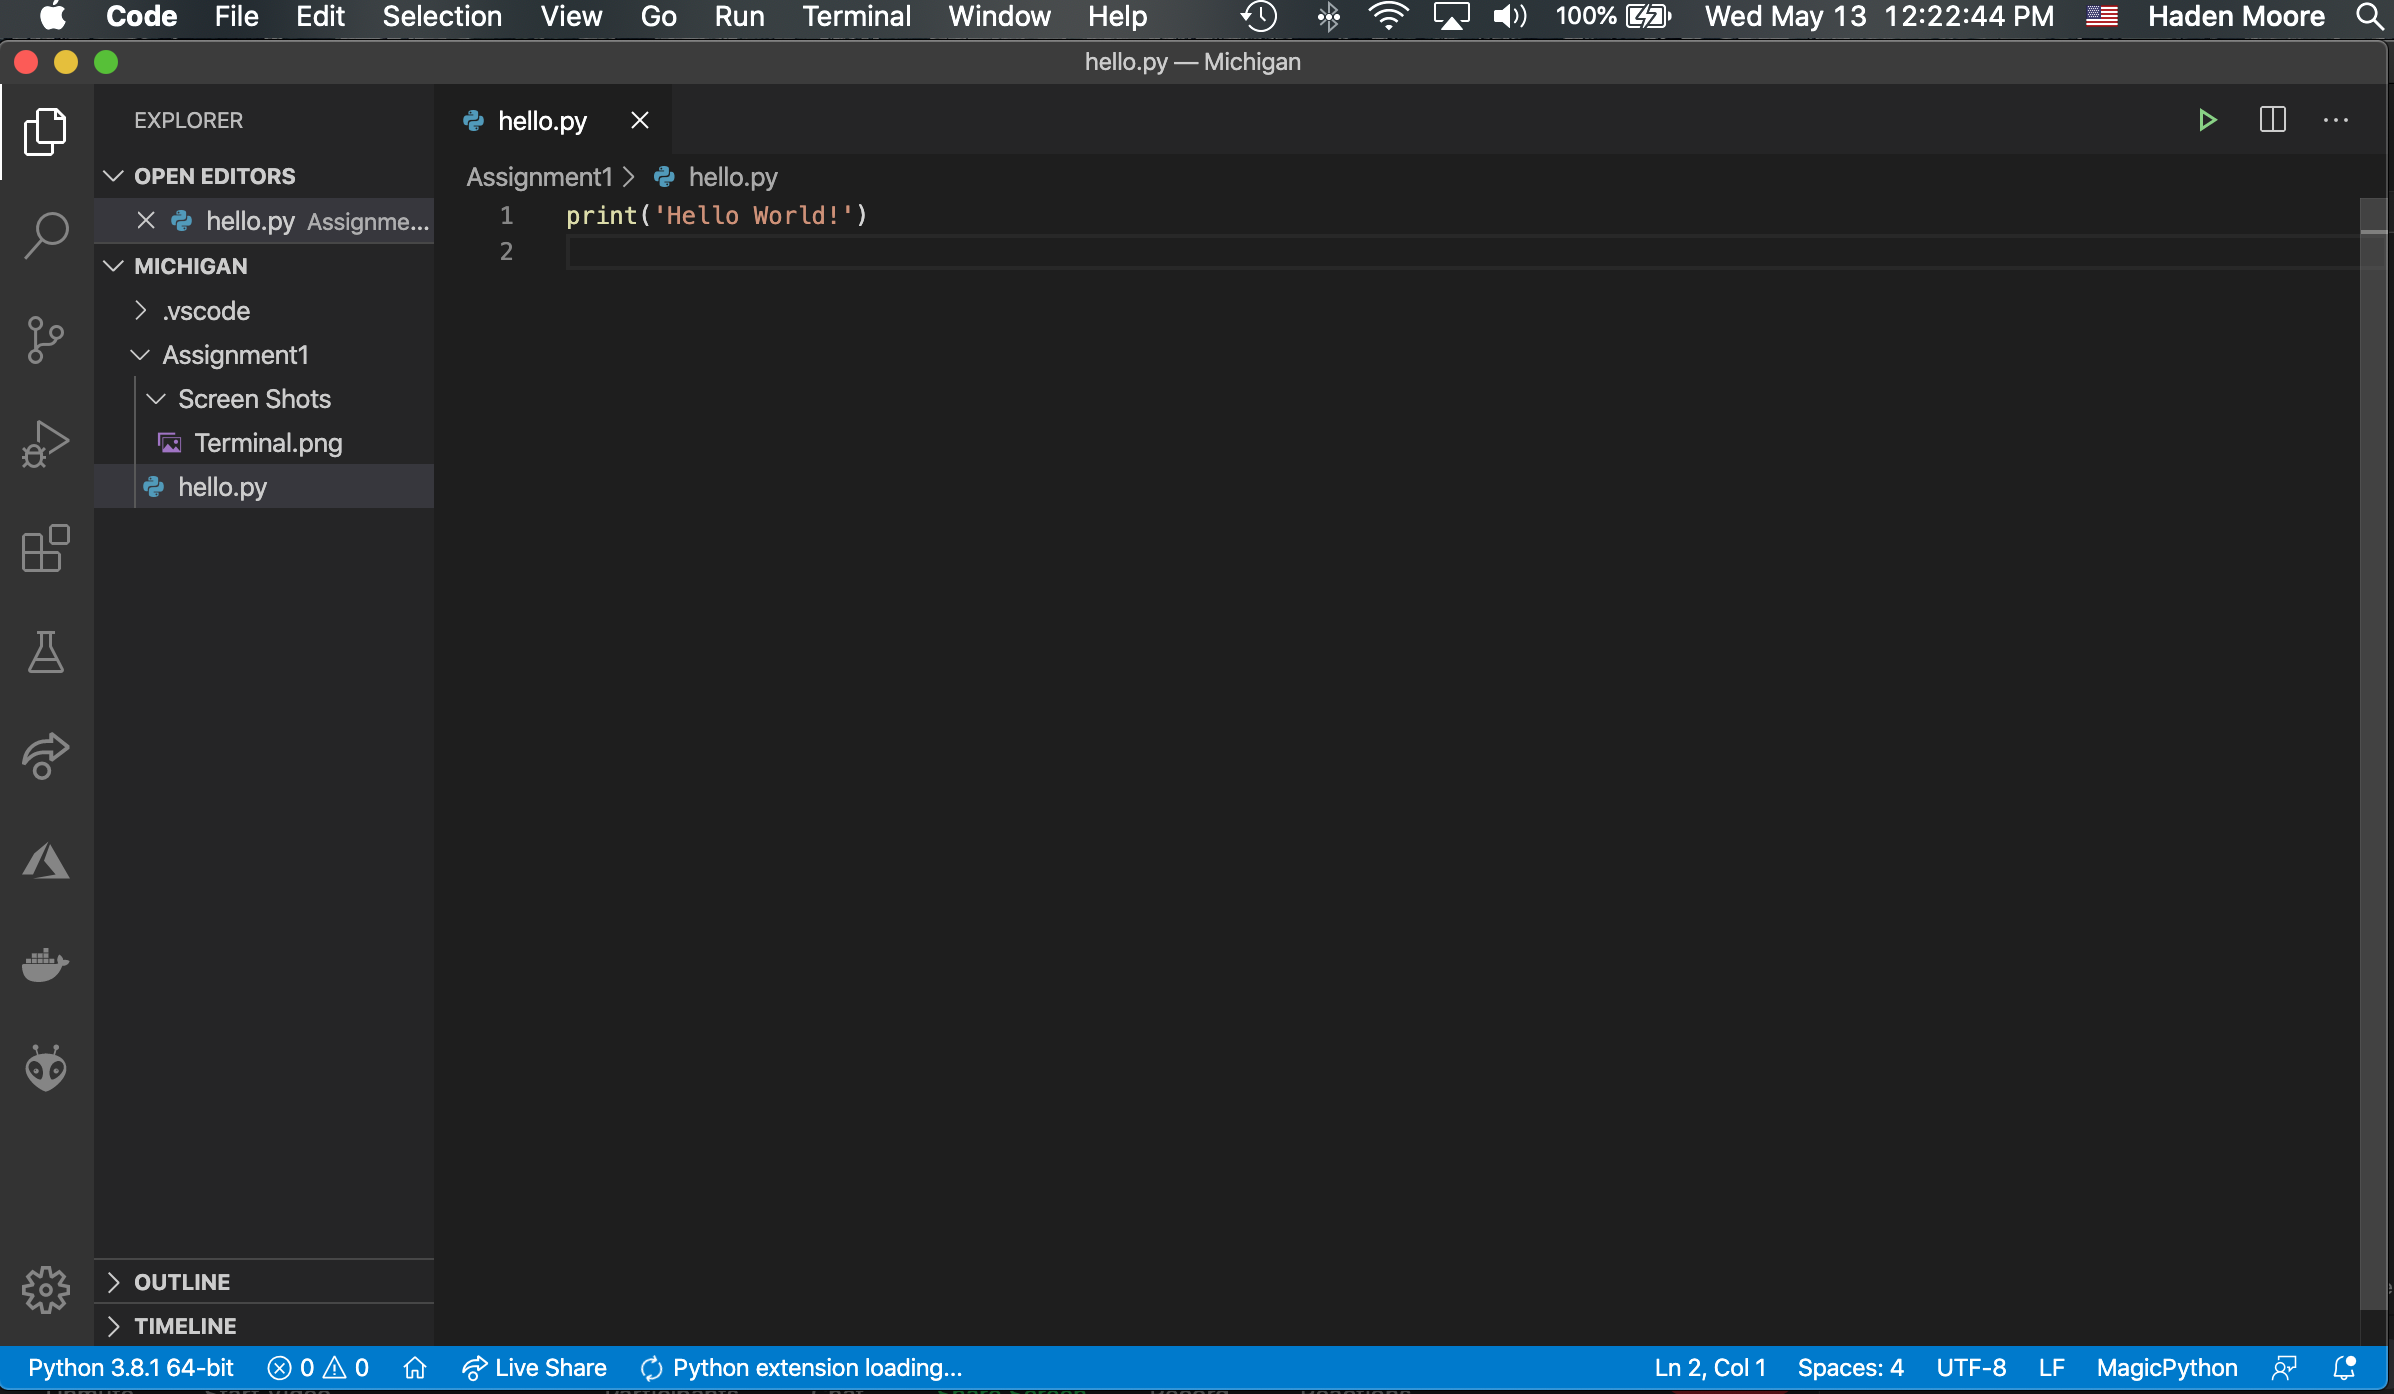 Code File Edit Selection View Go Run Terminal Window Help 100% Wed May 13 12:22:44 PM Haden Moore
hello.py — Michigan
EXPLORER
OPEN EDITORS
hello.py Assignme...
MICHIGAN
.vscode
Assignment1
Screen Shots
Terminal.png
hello.py
OUTLINE
TIMELINE
hello.py
Assignment1 > hello.py
1 print('Hello World!')
2
Python 3.8.1 64-bit 0 0 Live Share Python extension loading... Ln 2, Col 1 Spaces: 4 UTF-8 LF MagicPython